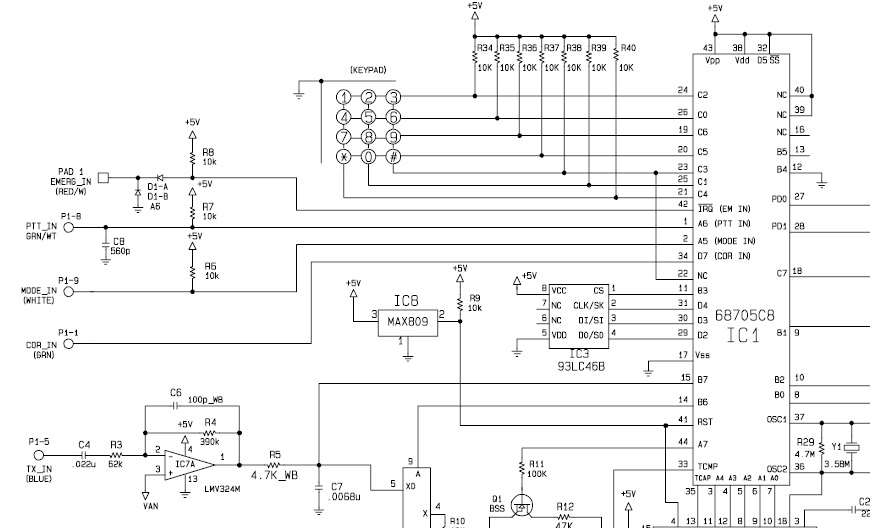 +5V
+5V
R34 R35 R36 R37 R38 R39 R40
10K 10K 10K 10K 10K 10K 10K
43 38 32
Vpp Vdd D5 SS
(KEYPAD)
1 2 3
4 5 6
7 8 9
* 0 #
24 C2
26 C0
19 C6
20 C5
23 C3
25 C1
21 C4
42 IRQ (EM IN)
1 A6 (PTT IN)
2 A5 (MODE IN)
34 D7 (COR IN)
22 NC
11 B3
31 D4
30 D3
29 D2
17 Vss
15 B7
14 B6
41 RST
44 A7
33 TCMP
NC 40
NC 39
NC 16
B5 13
B4 12
PD0 27
PD1 28
C7 18
B1 9
B2 10
B0 8
OSC1 37
OSC2 36
68705C8
IC1
TCAP A4 A3 A2 A1 A0
35 3 4 5 6 7
+5V
R8
10k
PAD 1
EMERG_IN
(RED/W)
D1-A
D1-B
A6
+5V
R7
10k
PTT_IN
GRN/WT
P1-8
C8
560p
+5V
R6
10k
P1-9
MODE_IN
(WHITE)
P1-1
COR_IN
(GRN)
+5V
IC8
3 MAX809 2
1
+5V
R9
10k
+5V
8 VCC CS 1
7 NC CLK/SK 2
6 NC DI/SI 3
5 VDD DO/SO 4
IC3
93LC46B
C6
100p_WB
R4
390k
+5V
P1-5
TX_IN
(BLUE)
C4
.022u
R3
62k
2
3
4
1
13
IC7A
LMV324M
VAN
R5
4.7K_WB
C7
.0068u
9
A
5 XO
X 4
R10
R11
100K
Q1
BSS
R12
47K
+5V
R29
4.7M
Y1
3.58M
C2
22
4 13 11 12 2 10 1B 3
15